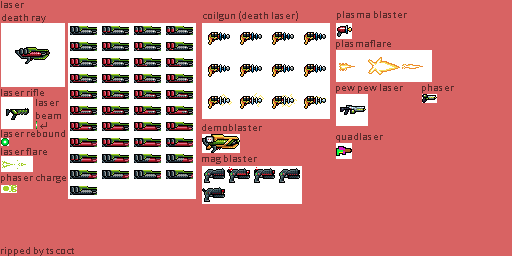 laser
death ray
coilgun (death laser)
plasma blaster
plasmaflare
laser rifle
laser
beam
pew pew laser
phaser
laser rebound
demoblaster
quadlaser
laser flare
mag blaster
phaser charge
ripped by tscoct